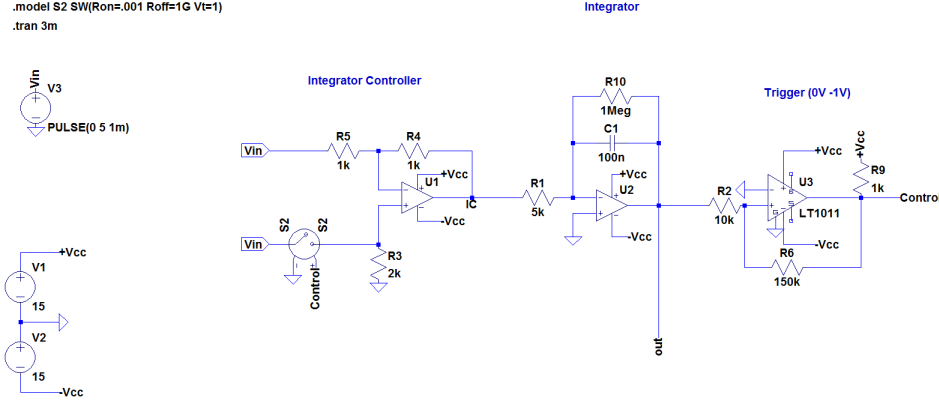 .model S2 SW(Ron=.001 Roff=1G Vt=1)
.tran 3m
Integrator
Integrator Controller
Trigger (0V -1V)
Vin
V3
PULSE(0 5 1m)
Vin
R5
1k
R4
1k
+Vcc
U1
-Vcc
IC
Vin
S2
S2
Control
R3
2k
R1
5k
R10
1Meg
C1
100n
+Vcc
U2
-Vcc
out
R2
10k
+Vcc
U3
LT1011
-Vcc
R6
150k
+Vcc
R9
1k
Control
+Vcc
V1
15
V2
15
-Vcc